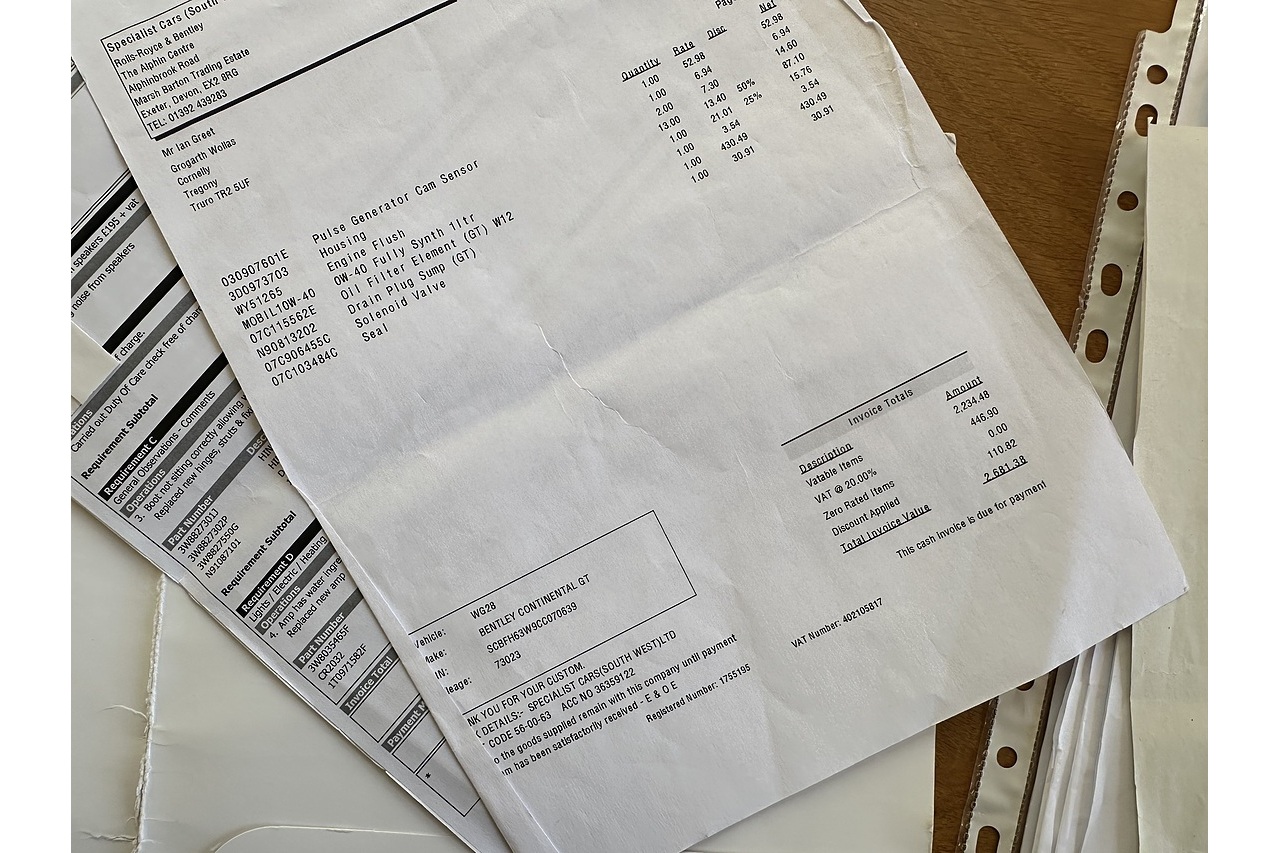 Specialist Cars (South
Rolls-Royce & Bentley
The Alphin Centre
Alphinbrook Road
Marsh Barton Trading Estate
Exeter, Devon, EX2 0RG
TEL: 01392 439283
Mr Ian Greet
Grogarth Wollas
Cornelly
Tregony
Truro TR2 5UF
Quantity Rate Disc Net
030907601E Pulse Generator Cam Sensor 1.00 52.98 52.98
3D0973703 Housing 1.00 6.94 6.94
WY51265 Engine Flush 2.00 7.30 14.60
MOBIL10W-40 0W-40 Fully Synth 1ltr 13.00 13.40 50% 87.10
07C115562E Oil Filter Element (GT) W12 1.00 21.01 25% 15.76
N90813202 Drain Plug Sump (GT) 1.00 3.54 3.54
07C906455C Solenoid Valve 1.00 430.49 430.49
07C103484C Seal 1.00 30.91 30.91
Invoice Totals
Description Amount
Vatable Items 2,234.48
VAT @ 20.00% 446.90
Zero Rated Items 0.00
Discount Applied 110.82
Total Invoice Value 2,681.38
This cash invoice is due for payment
Vehicle: WG28
Make: BENTLEY CONTINENTAL GT
IN: SCBFH63W9CC070639
leage: 73023
NK YOU FOR YOUR CUSTOM.
DETAILS:- SPECIALIST CARS(SOUTH WEST)LTD
CODE 56-00-63 ACC NO 36359122
o the goods supplied remain with this company until payment
m has been satisfactorily received - E & O E
Registered Number: 1755195
VAT Number: 402105817
speakers £195 + vat
noise from speakers
f charge.
Carried out Duty Of Care check free of char
Requirement Subtotal
Requirement C
General Observations - Comments
Operations
3. Boot not sitting correctly allowing
Replaced new hinges, struts & fix
Part Number Desc
3W8827301J
3W8827302P
3W8827550G
N91087101
Requirement Subtotal
Requirement D
Lights / Electric / Heating
Operations
4. Amp has water ingre
Replaced new amp
Part Number
3W8035465F
CR2032
1T0971582F
Invoice Total
Payment
*